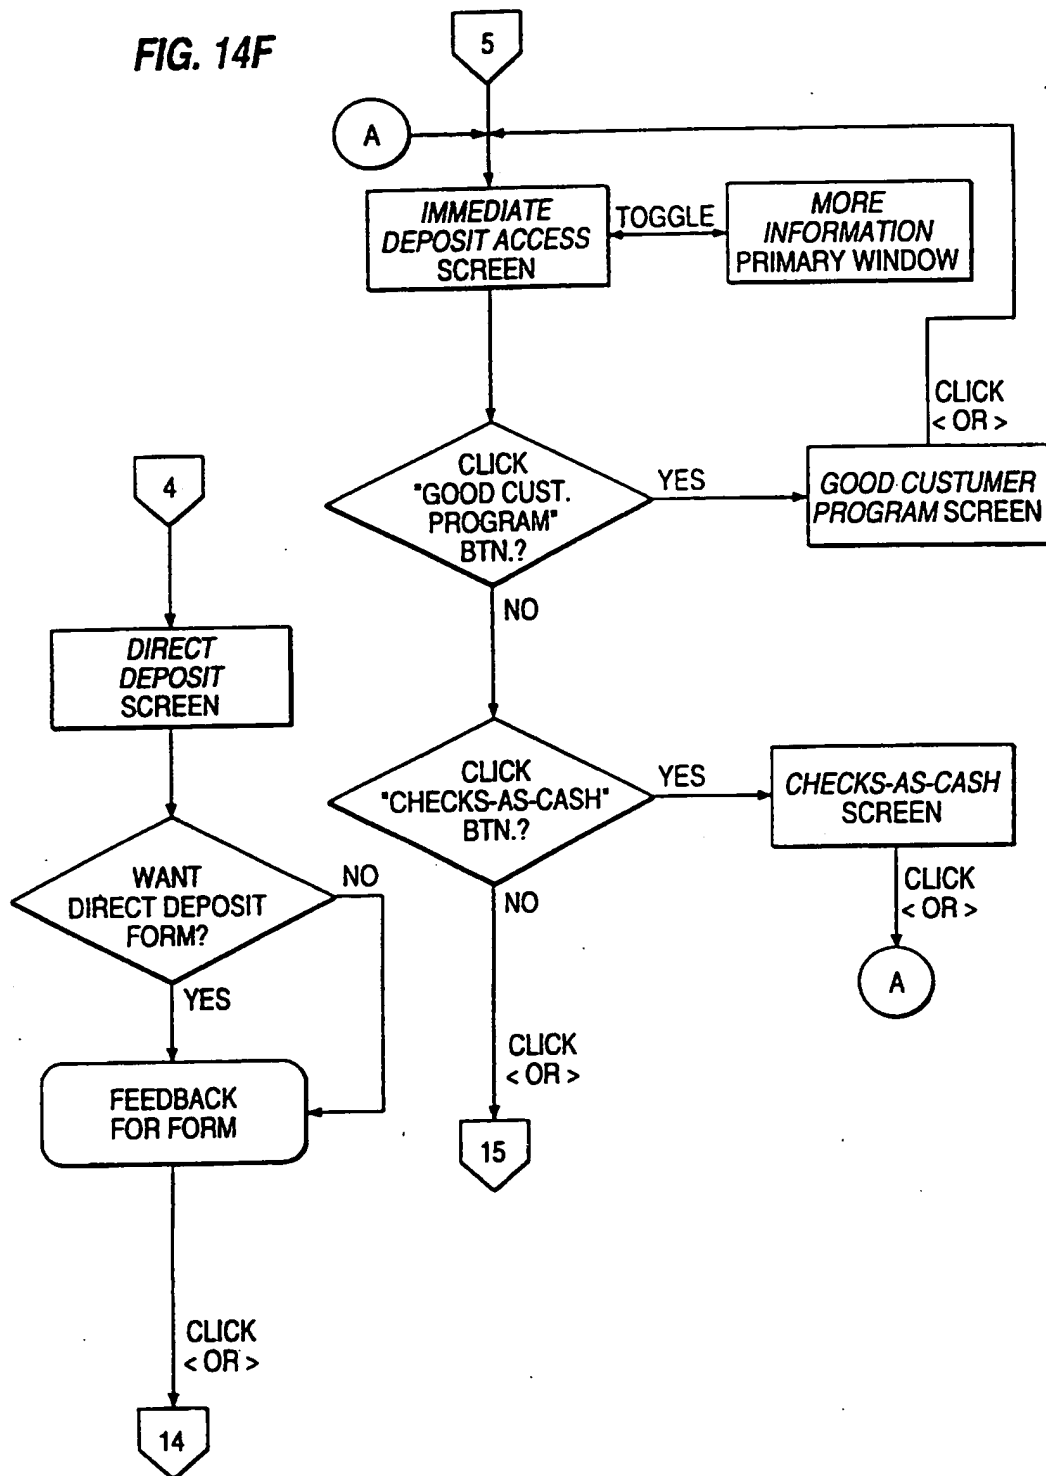 FIG. 14F
5
A
IMMEDIATE
DEPOSIT ACCESS
SCREEN
TOGGLE
MORE
INFORMATION
PRIMARY WINDOW
CLICK
< OR >
CLICK
"GOOD CUST.
PROGRAM"
BTN.?
YES
GOOD CUSTUMER
PROGRAM SCREEN
NO
4
DIRECT
DEPOSIT
SCREEN
CLICK
"CHECKS-AS-CASH"
BTN.?
YES
CHECKS-AS-CASH
SCREEN
NO
CLICK
< OR >
A
WANT
DIRECT DEPOSIT
FORM?
NO
YES
FEEDBACK
FOR FORM
CLICK
< OR >
15
CLICK
< OR >
14